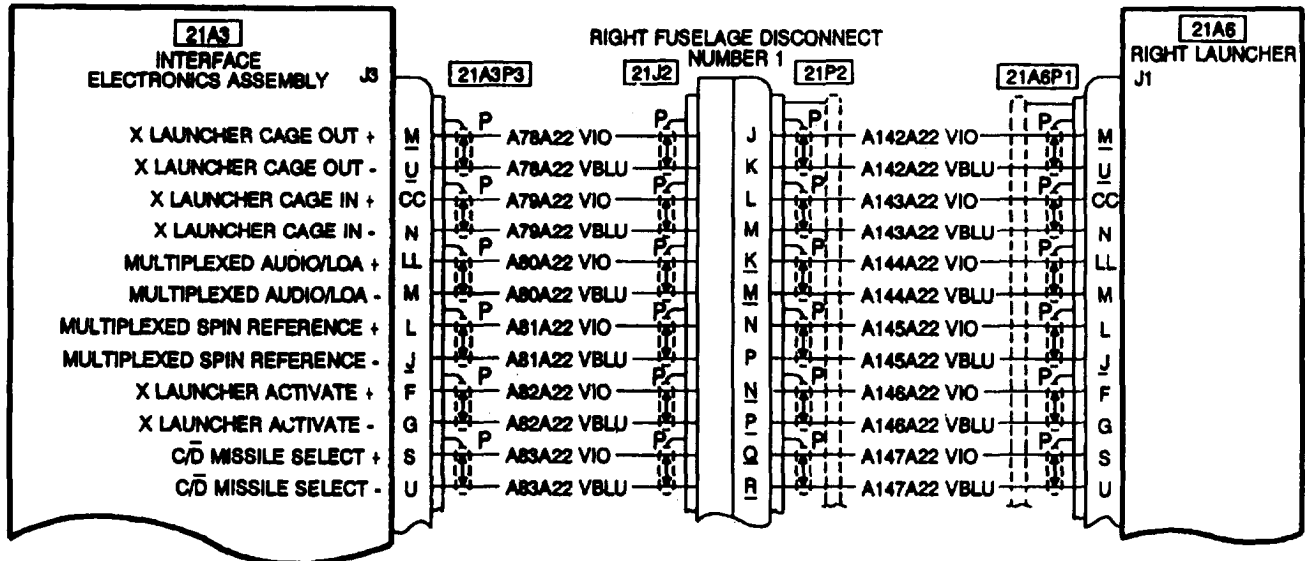 21A3
INTERFACE
ELECTRONICS ASSEMBLY J3
21A3P3
21J2
RIGHT FUSELAGE DISCONNECT
NUMBER 1
21P2
21A6P1
21A6
RIGHT LAUNCHER
J1
P P P P
X LAUNCHER CAGE OUT + M A78A22 VIO J A142A22 VIO M
X LAUNCHER CAGE OUT - U A78A22 VBLU K A142A22 VBLU U
P P P P
X LAUNCHER CAGE IN + CC A79A22 VIO L A143A22 VIO CC
X LAUNCHER CAGE IN - N A79A22 VBLU M A143A22 VBLU N
P P P P
MULTIPLEXED AUDIO/LOA + LL A80A22 VIO K A144A22 VIO LL
MULTIPLEXED AUDIO/LOA - M A80A22 VBLU M A144A22 VBLU M
P P P P
MULTIPLEXED SPIN REFERENCE + L A81A22 VIO N A145A22 VIO L
MULTIPLEXED SPIN REFERENCE - j A81A22 VBLU P A145A22 VBLU J
P P P P
X LAUNCHER ACTIVATE + F A82A22 VIO N A146A22 VIO F
X LAUNCHER ACTIVATE - G A82A22 VBLU P A146A22 VBLU G
P P P P
C/D̅ MISSILE SELECT + S A83A22 VIO Q A147A22 VIO S
C/D̅ MISSILE SELECT - U A83A22 VBLU R A147A22 VBLU U